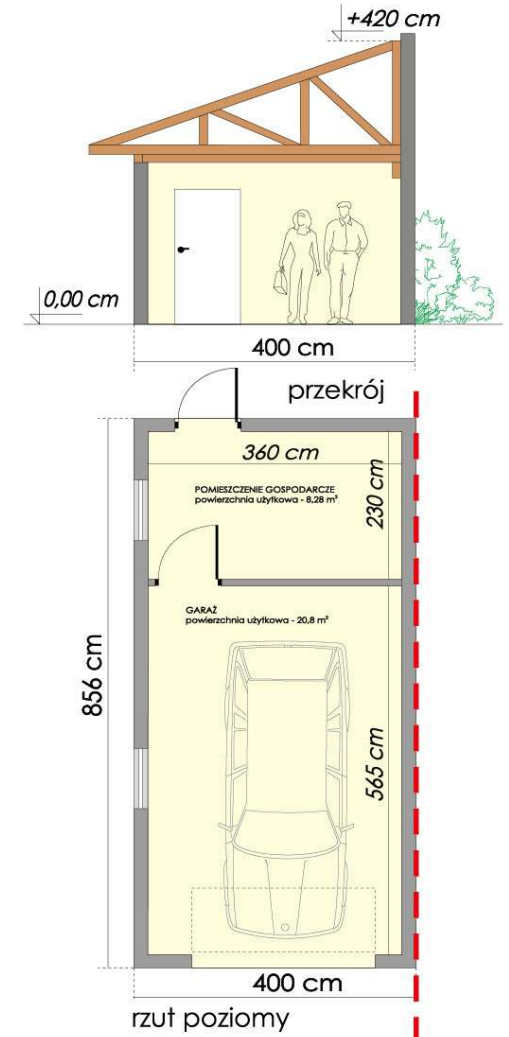 +420 cm
0,00 cm
400 cm
przekrój
360 cm
230 cm
POMIESZCZENIE GOSPODARCZE
powierzchnia użytkowa - 8,28 m²
GARAŻ
powierzchnia użytkowa - 20,8 m²
856 cm
565 cm
400 cm
rzut poziomy